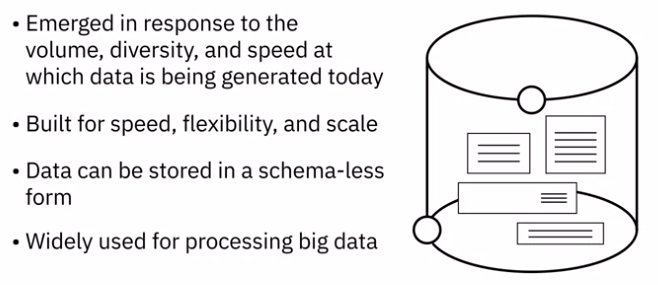 • Emerged in response to the
volume, diversity, and speed at
which data is being generated today
• Built for speed, flexibility, and scale
• Data can be stored in a schema-less
form
• Widely used for processing big data